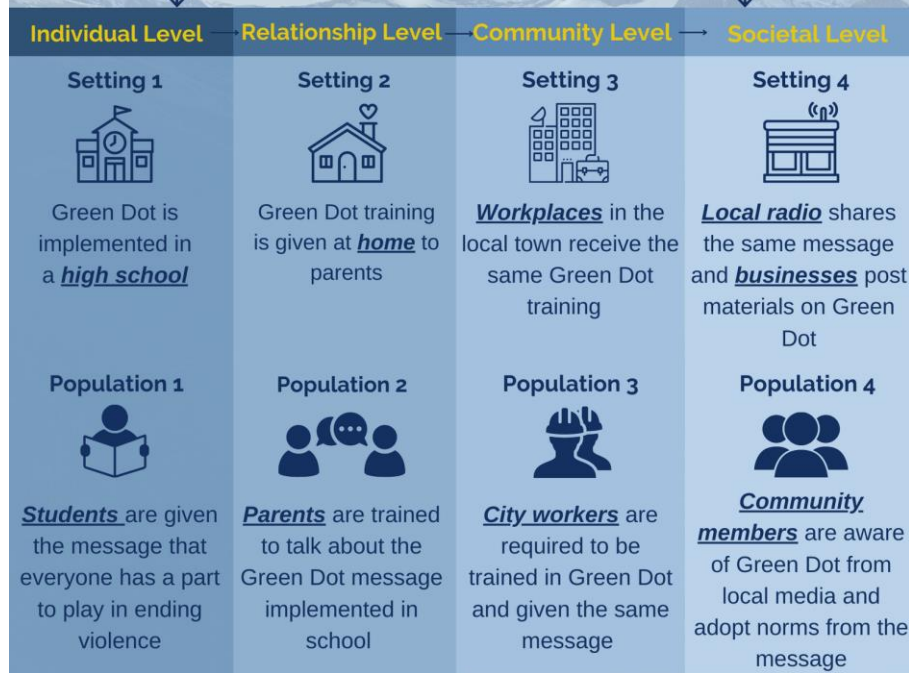 Individual Level → Relationship Level → Community Level → Societal Level
Setting 1
Green Dot is
implemented in
a high school
Setting 2
Green Dot training
is given at home to
parents
Setting 3
Workplaces in the
local town receive the
same Green Dot
training
Setting 4
Local radio shares
the same message
and businesses post
materials on Green
Dot
Population 1
Students are given
the message that
everyone has a part
to play in ending
violence
Population 2
Parents are trained
to talk about the
Green Dot message
implemented in
school
Population 3
City workers are
required to be
trained in Green Dot
and given the same
message
Population 4
Community
members are aware
of Green Dot from
local media and
adopt norms from the
message